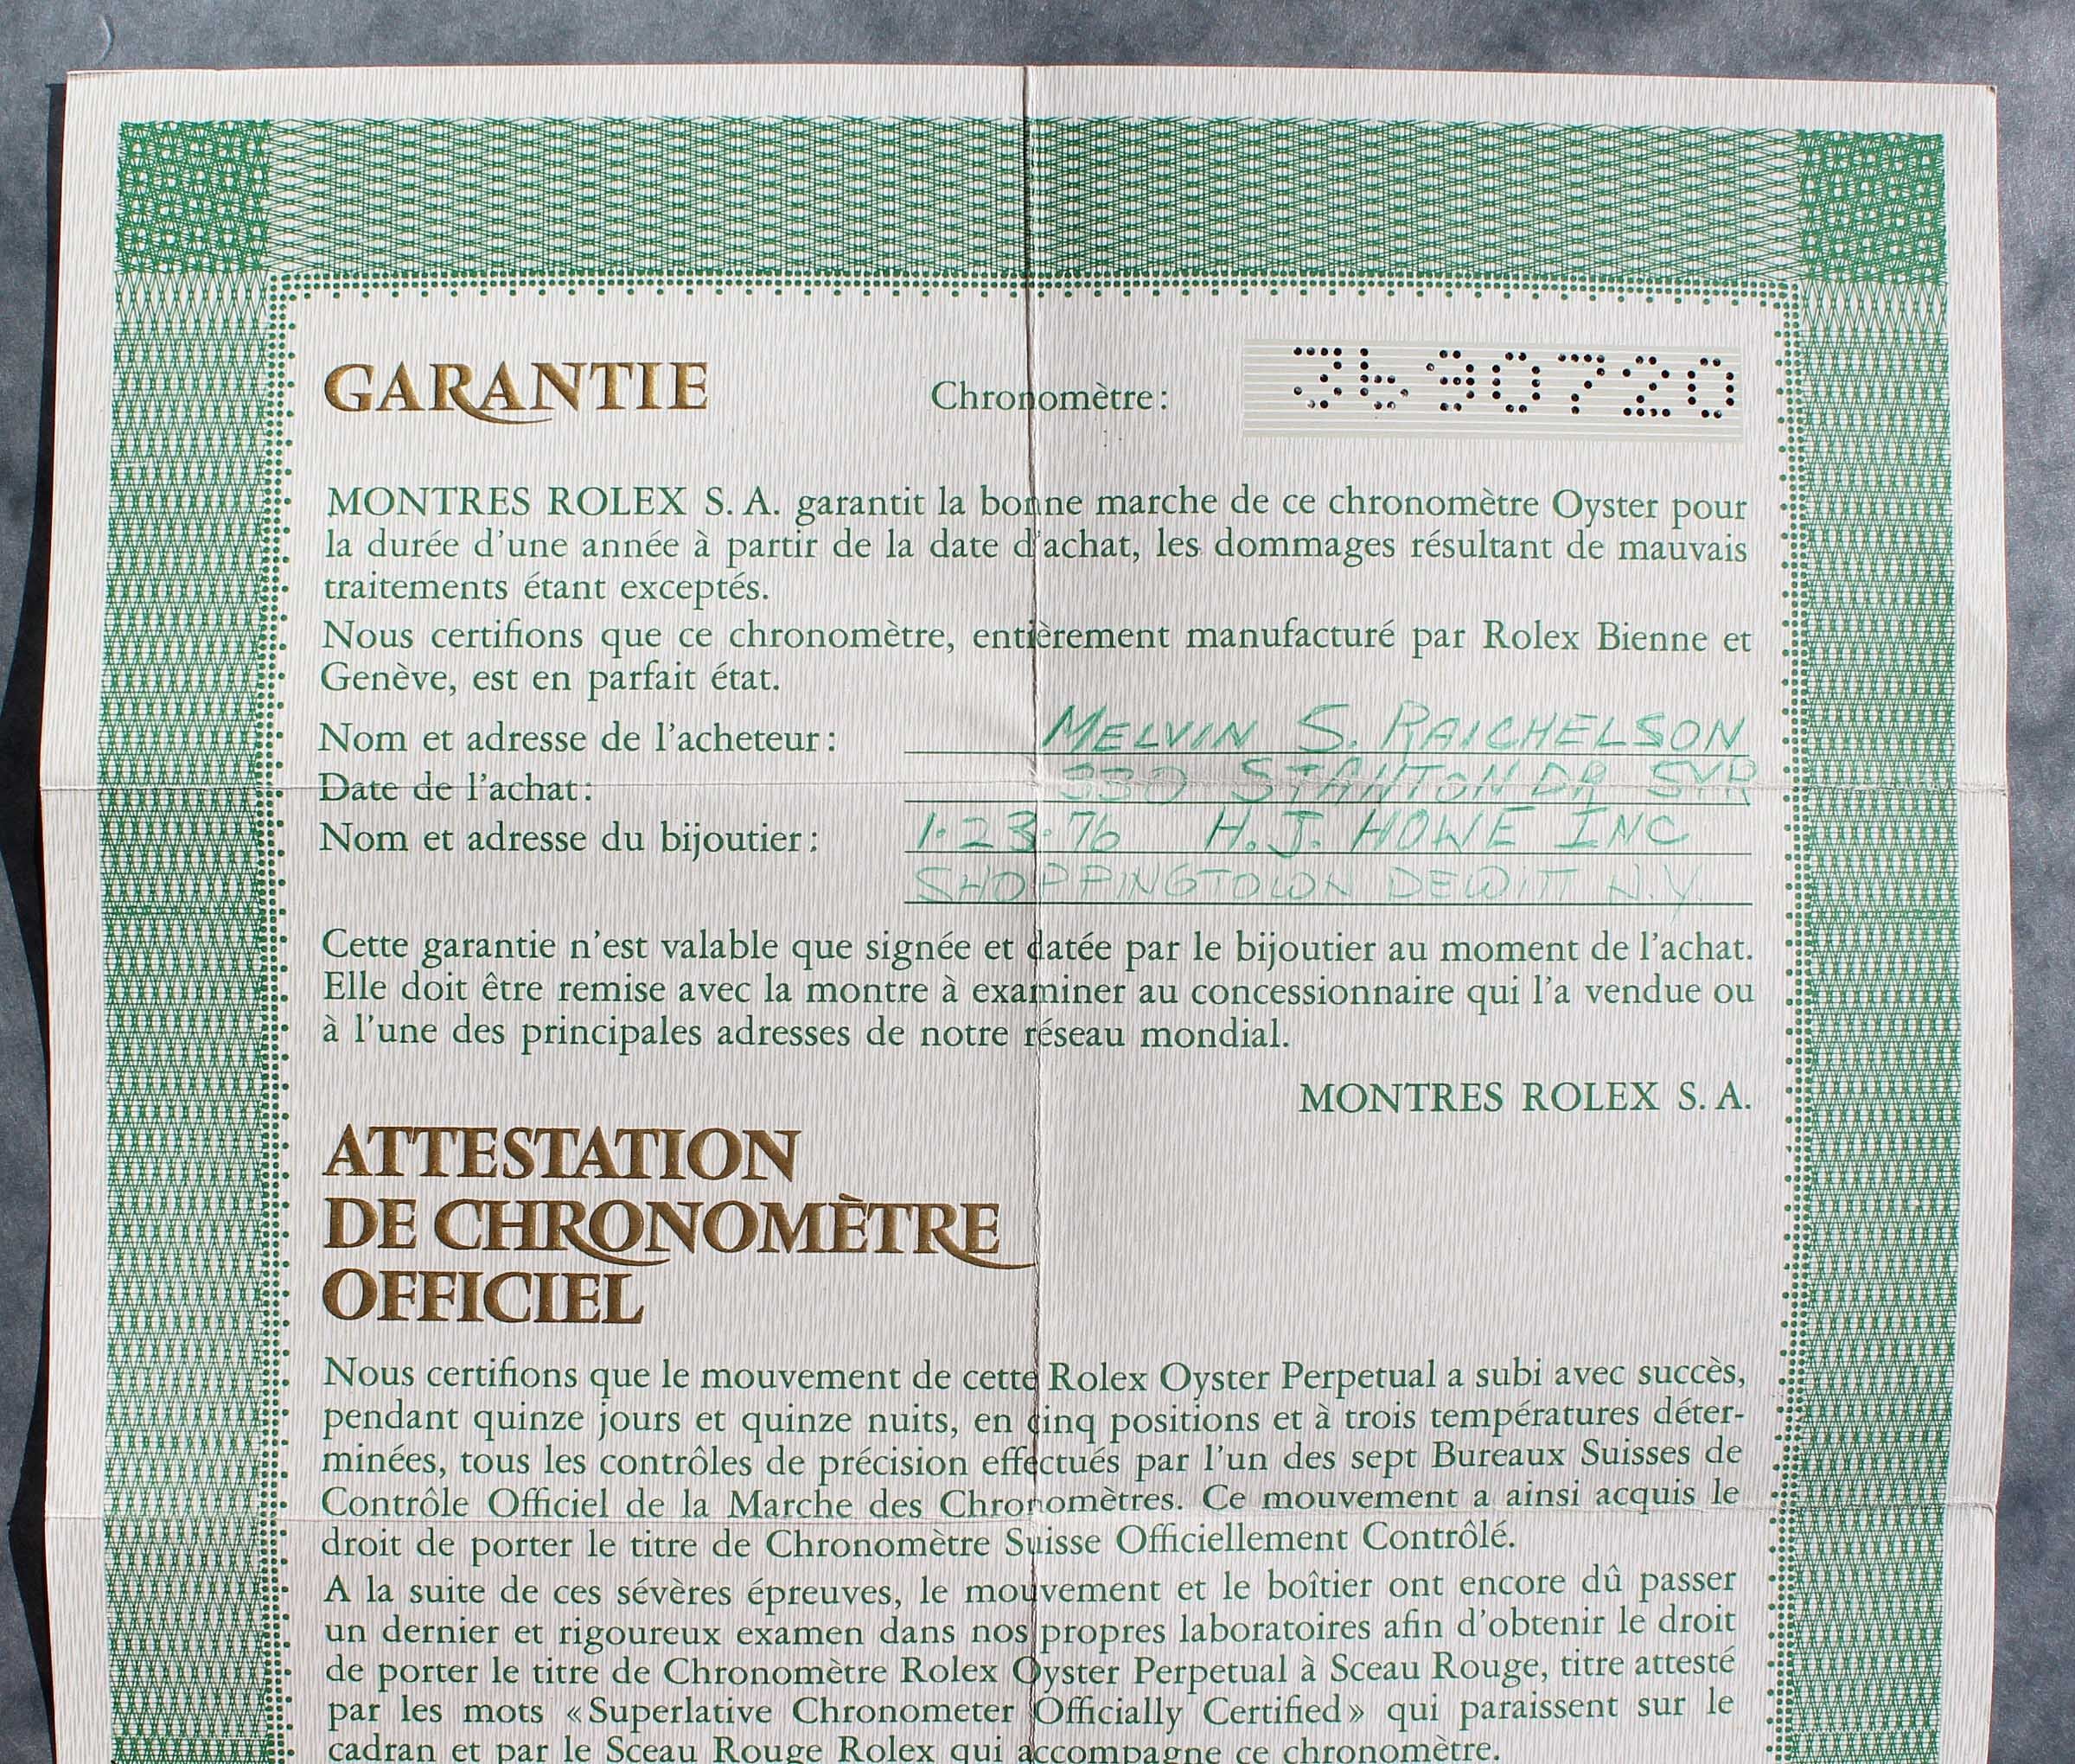 GARANTIE
Chronomètre: 3690720
MONTRES ROLEX S. A. garantit la bonne marche de ce chronomètre Oyster pour
la durée d'une année à partir de la date d'achat, les dommages résultant de mauvais
traitements étant exceptés.
Nous certifions que ce chronomètre, entièrement manufacturé par Rolex Bienne et
Genève, est en parfait état.
Nom et adresse de l'acheteur: MELVIN S. RAICHELSON
Date de l'achat: 330 STANTON DR SYR
Nom et adresse du bijoutier: 1·23·76 H. J. HOWE INC
SHOPPINGTOWN DEWITT N.Y.
Cette garantie n'est valable que signée et datée par le bijoutier au moment de l'achat.
Elle doit être remise avec la montre à examiner au concessionnaire qui l'a vendue ou
à l'une des principales adresses de notre réseau mondial.
MONTRES ROLEX S. A.
ATTESTATION
DE CHRONOMÈTRE
OFFICIEL
Nous certifions que le mouvement de cette Rolex Oyster Perpetual a subi avec succès,
pendant quinze jours et quinze nuits, en cinq positions et à trois températures déter-
minées, tous les contrôles de précision effectués par l'un des sept Bureaux Suisses de
Contrôle Officiel de la Marche des Chronomètres. Ce mouvement a ainsi acquis le
droit de porter le titre de Chronomètre Suisse Officiellement Contrôlé.
A la suite de ces sévères épreuves, le mouvement et le boîtier ont encore dû passer
un dernier et rigoureux examen dans nos propres laboratoires afin d'obtenir le droit
de porter le titre de Chronomètre Rolex Oyster Perpetual à Sceau Rouge, titre attesté
par les mots «Superlative Chronometer Officially Certified» qui paraissent sur le
cadran et par le Sceau Rouge Rolex qui accompagne ce chronomètre.